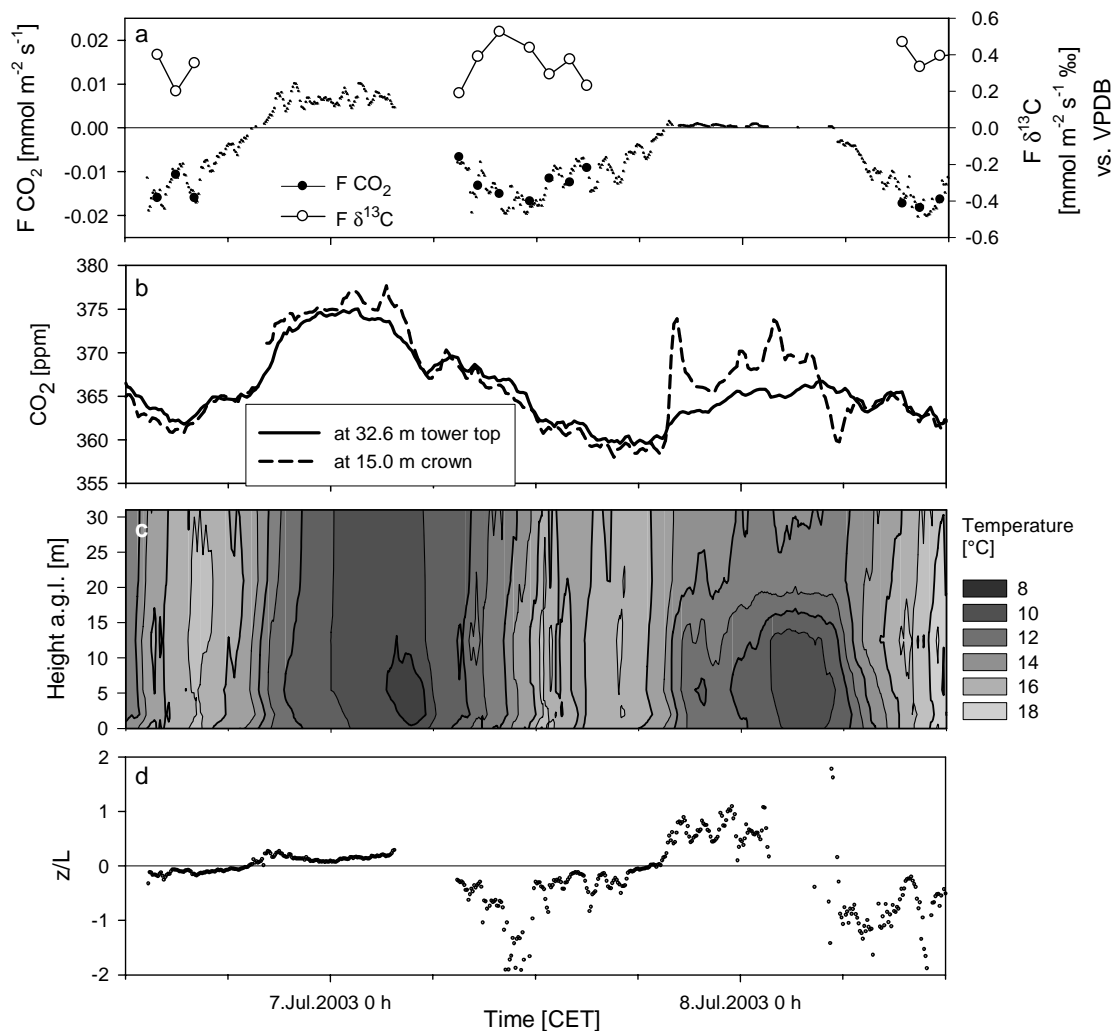 a
0.02
0.01
0.00
-0.01
-0.02
F CO₂ [mmol m⁻² s⁻¹]
F CO₂
F δ¹³C
0.6
0.4
0.2
0.0
-0.2
-0.4
-0.6
F δ¹³C
[mmol m⁻² s⁻¹ ‰]
vs. VPDB
b
380
375
370
365
360
355
CO₂ [ppm]
at 32.6 m tower top
at 15.0 m crown
c
30
25
20
15
10
5
0
Height a.g.l. [m]
Temperature
[°C]
8
10
12
14
16
18
d
2
1
0
-1
-2
z/L
7.Jul.2003 0 h
8.Jul.2003 0 h
Time [CET]